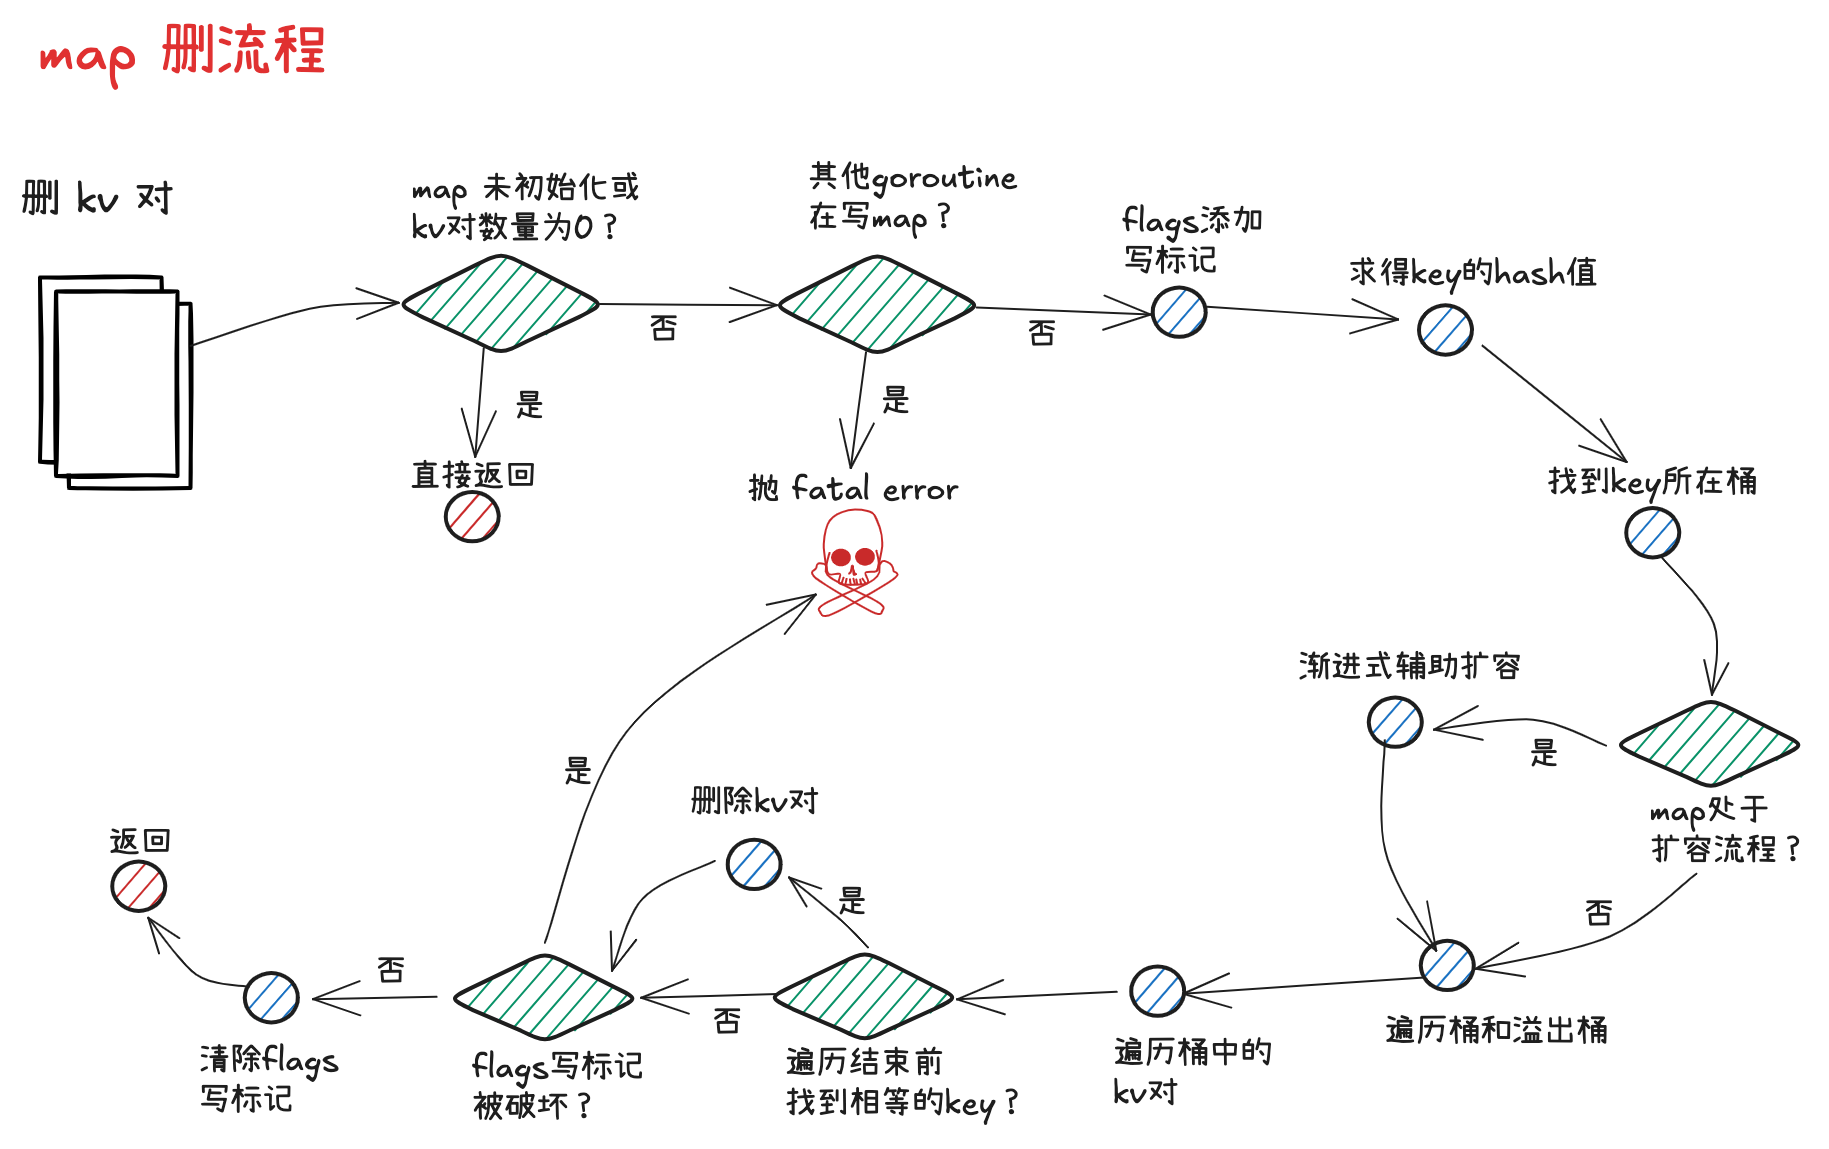 map 删流程
删 kv 对
map 未初始化或
kv对数量为0？
否
是
直接返回
其他goroutine
在写map？
否
是
抛 fatal error
flags添加
写标记
求得key的hash值
找到key所在桶
map处于
扩容流程？
是
渐进式辅助扩容
否
遍历桶和溢出桶
遍历桶中的
kv对
遍历结束前
找到相等的key？
是
删除kv对
否
flags写标记
被破坏？
是
否
清除flags
写标记
返回